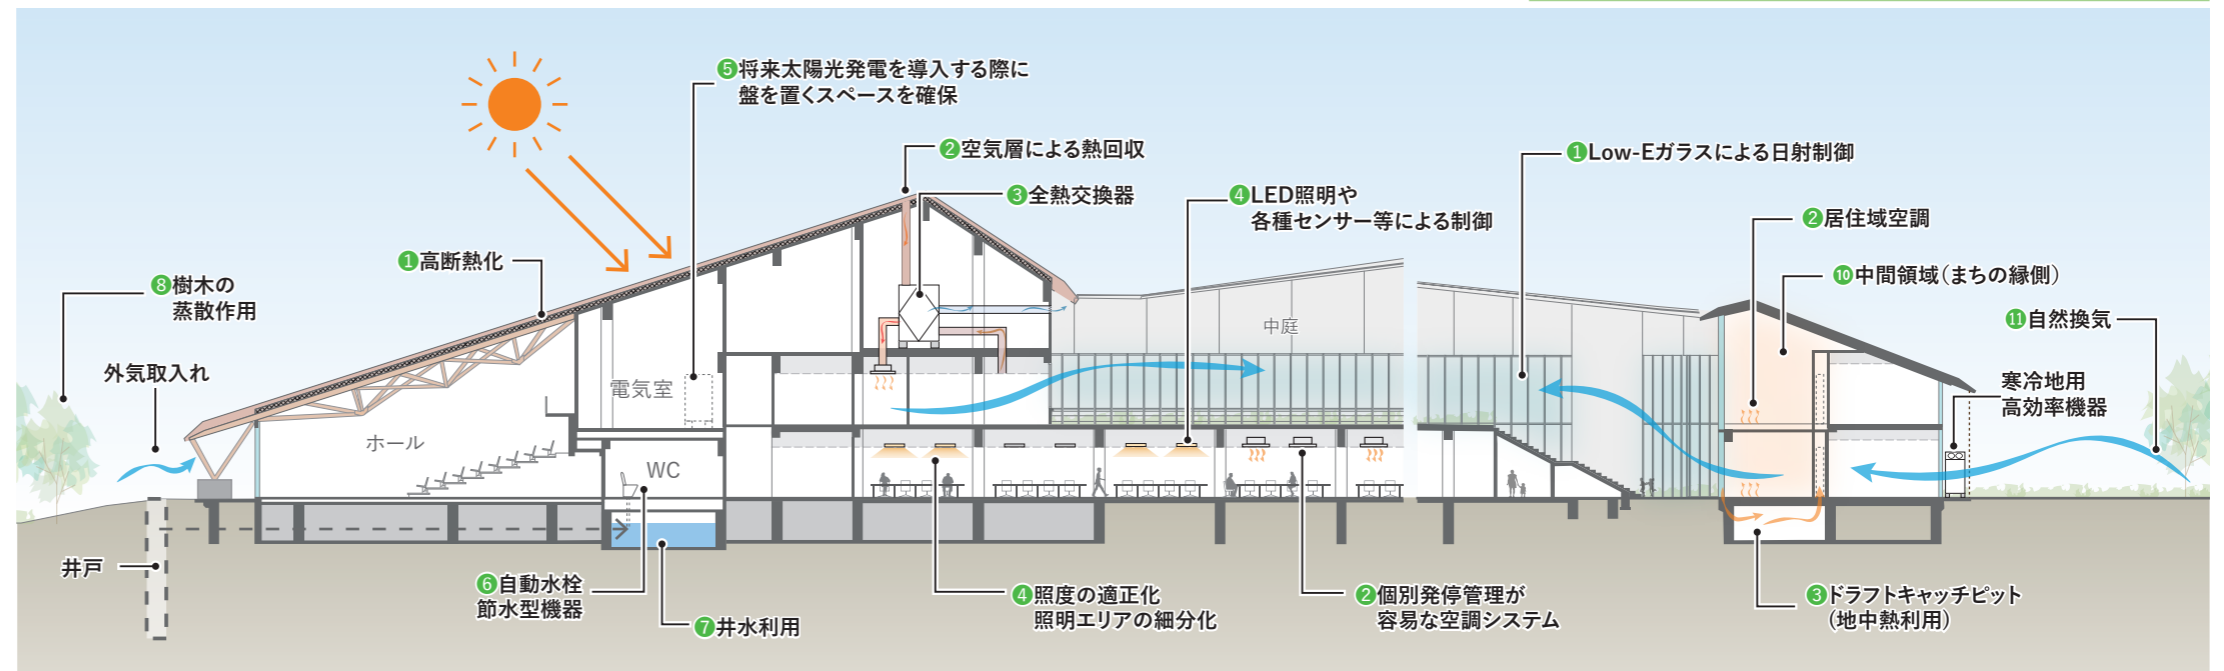 ❺将来太陽光発電を導入する際に
盤を置くスペースを確保
❷空気層による熱回収
❶Low-Eガラスによる日射制御
❸全熱交換器
❹LED照明や
各種センサー等による制御
❷居住域空調
❶高断熱化
❿中間領域（まちの縁側）
❽樹木の
蒸散作用
⓫自然換気
中庭
外気取入れ
電気室
寒冷地用
高効率機器
ホール
WC
井戸
❻自動水栓
節水型機器
❼井水利用
❹照度の適正化
照明エリアの細分化
❷個別発停管理が
容易な空調システム
❸ドラフトキャッチピット
（地中熱利用）